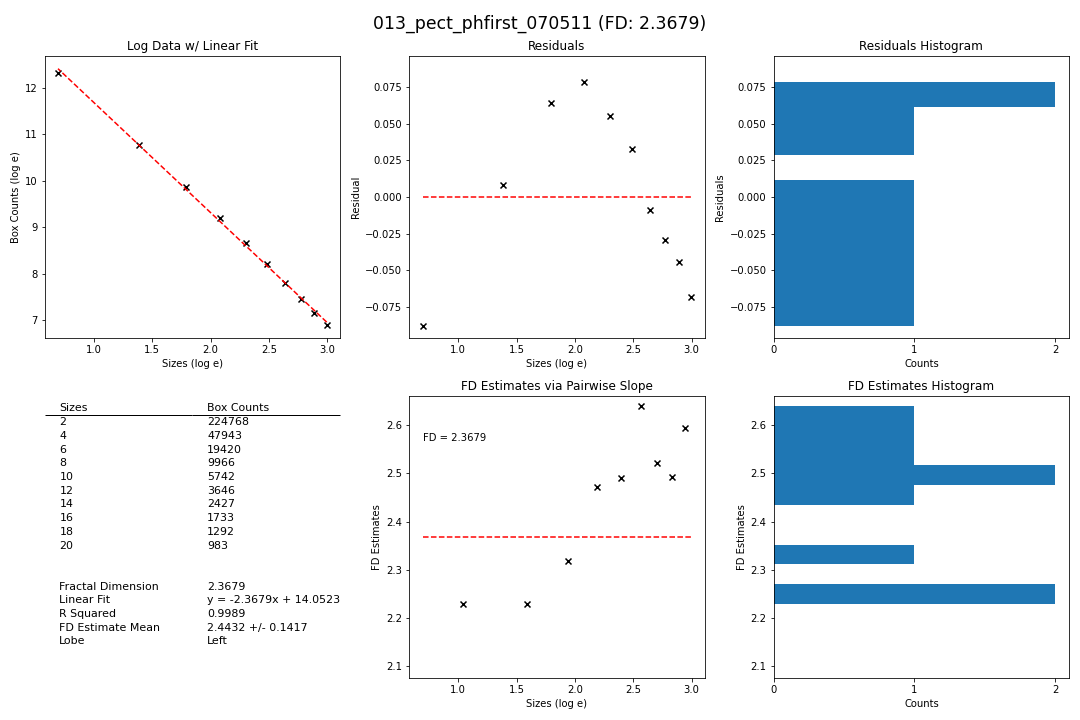 013_pect_phfirst_070511 (FD: 2.3679)
Log Data w/ Linear Fit
12
11
10
9
8
7
Box Counts (log e)
1.0 1.5 2.0 2.5 3.0
Sizes (log e)
Residuals
0.075
0.050
0.025
0.000
−0.025
−0.050
−0.075
Residual
1.0 1.5 2.0 2.5 3.0
Sizes (log e)
Residuals Histogram
0.075
0.050
0.025
0.000
−0.025
−0.050
−0.075
Residuals
0 1 2
Counts
Sizes Box Counts
2 224768
4 47943
6 19420
8 9966
10 5742
12 3646
14 2427
16 1733
18 1292
20 983
Fractal Dimension 2.3679
Linear Fit y = -2.3679x + 14.0523
R Squared 0.9989
FD Estimate Mean 2.4432 +/- 0.1417
Lobe Left
FD Estimates via Pairwise Slope
FD = 2.3679
2.6
2.5
2.4
2.3
2.2
2.1
FD Estimates
1.0 1.5 2.0 2.5 3.0
Sizes (log e)
FD Estimates Histogram
2.6
2.5
2.4
2.3
2.2
2.1
FD Estimates
0 1 2
Counts